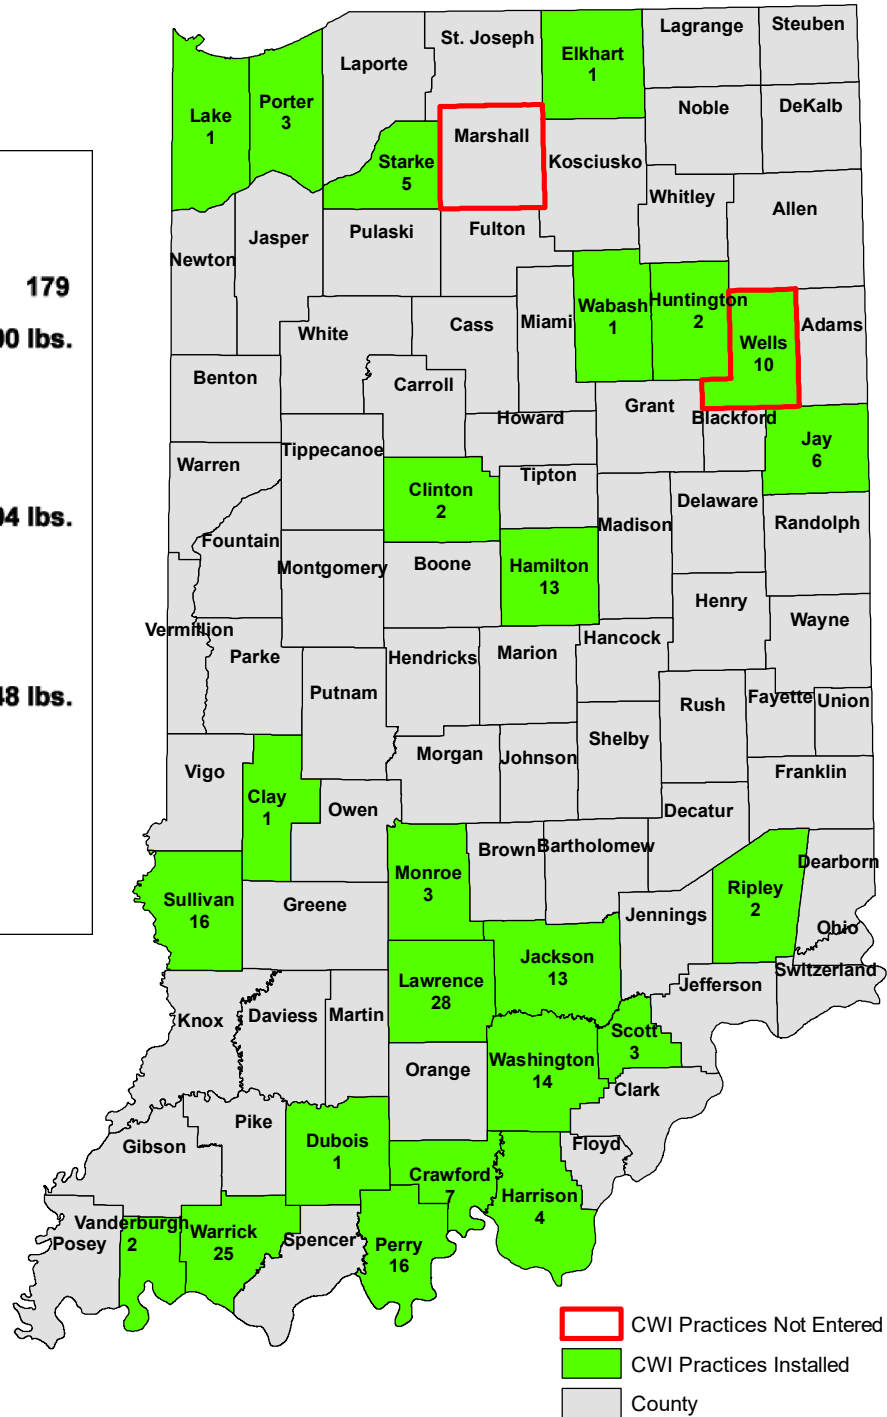 St. Joseph
Lagrange
Steuben
Elkhart
1
Laporte
Porter
3
Lake
1
Noble
DeKalb
Marshall
Kosciusko
Starke
5
Whitley
Allen
Pulaski
Fulton
Jasper
Newton
179
Wabash
1
Huntington
2
Miami
Cass
White
Adams
lbs.
Wells
10
Benton
Carroll
Grant
Howard
Blackford
Jay
6
Tippecanoe
Warren
Tipton
Clinton
2
Delaware
lbs.
Madison
Randolph
Fountain
Montgomery
Boone
Hamilton
13
Henry
Wayne
Vermillion
Hancock
Parke
Hendricks
Marion
Putnam
lbs.
Rush
Fayette
Union
Shelby
Morgan
Johnson
Vigo
Franklin
Clay
1
Owen
Decatur
Brown
Bartholomew
Dearborn
Monroe
3
Ripley
2
Sullivan
16
Greene
Jennings
Ohio
Jackson
13
Switzerland
Lawrence
28
Jefferson
Knox
Daviess
Martin
Scott
3
Washington
14
Orange
Clark
Pike
Gibson
Dubois
1
Floyd
Crawford
7
Harrison
4
Vanderburgh
2
Posey
Warrick
25
Spencer
Perry
16
CWI Practices Not Entered
CWI Practices Installed
County